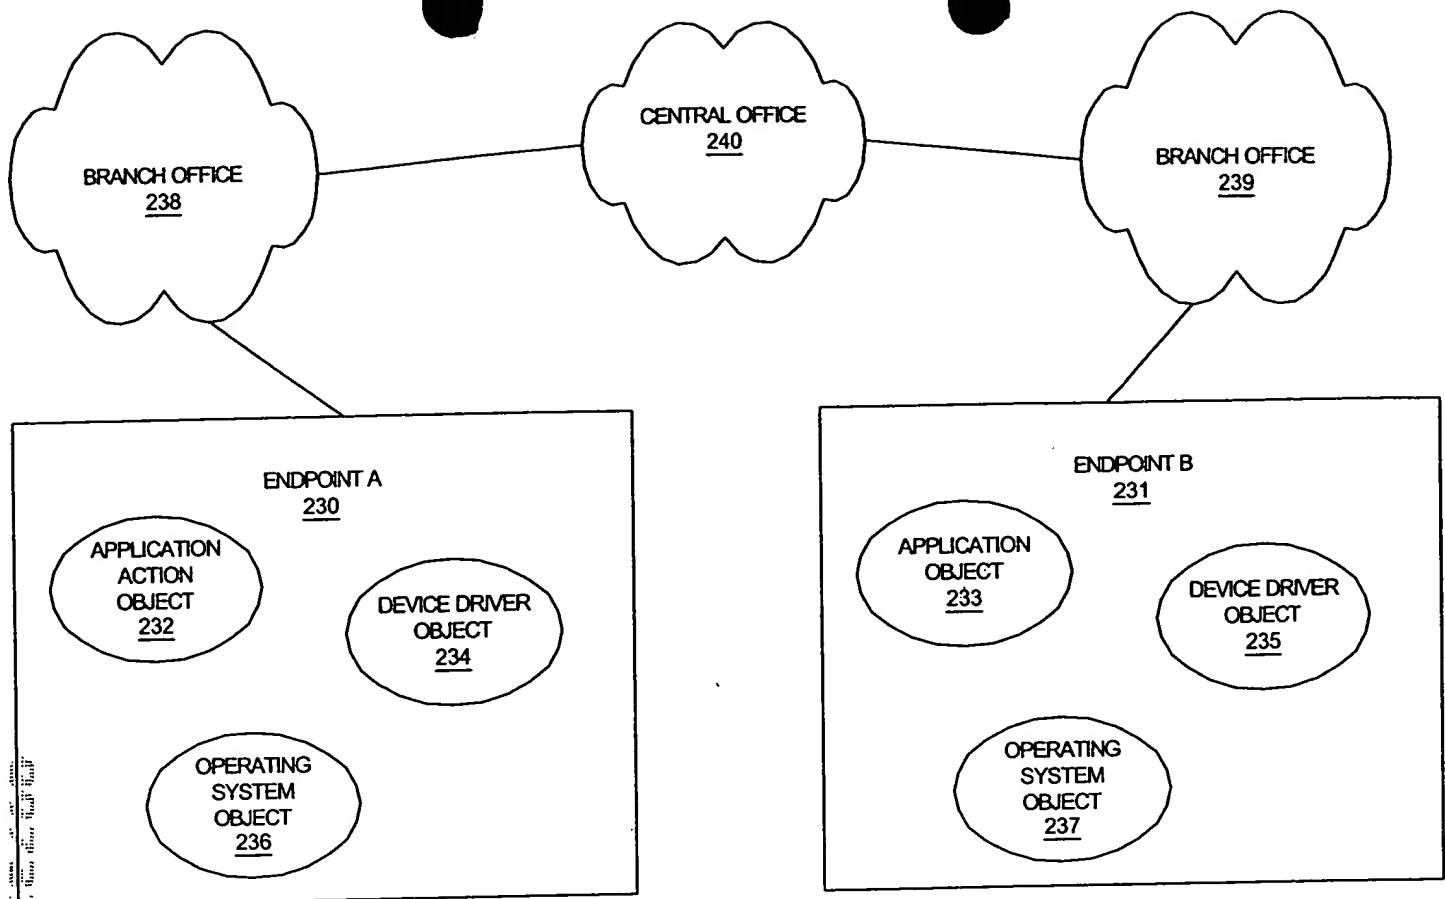 CENTRAL OFFICE
240
BRANCH OFFICE
238
BRANCH OFFICE
239
ENDPOINT A
230
APPLICATION
ACTION
OBJECT
232
DEVICE DRIVER
OBJECT
234
OPERATING
SYSTEM
OBJECT
236
ENDPOINT B
231
APPLICATION
OBJECT
233
DEVICE DRIVER
OBJECT
235
OPERATING
SYSTEM
OBJECT
237